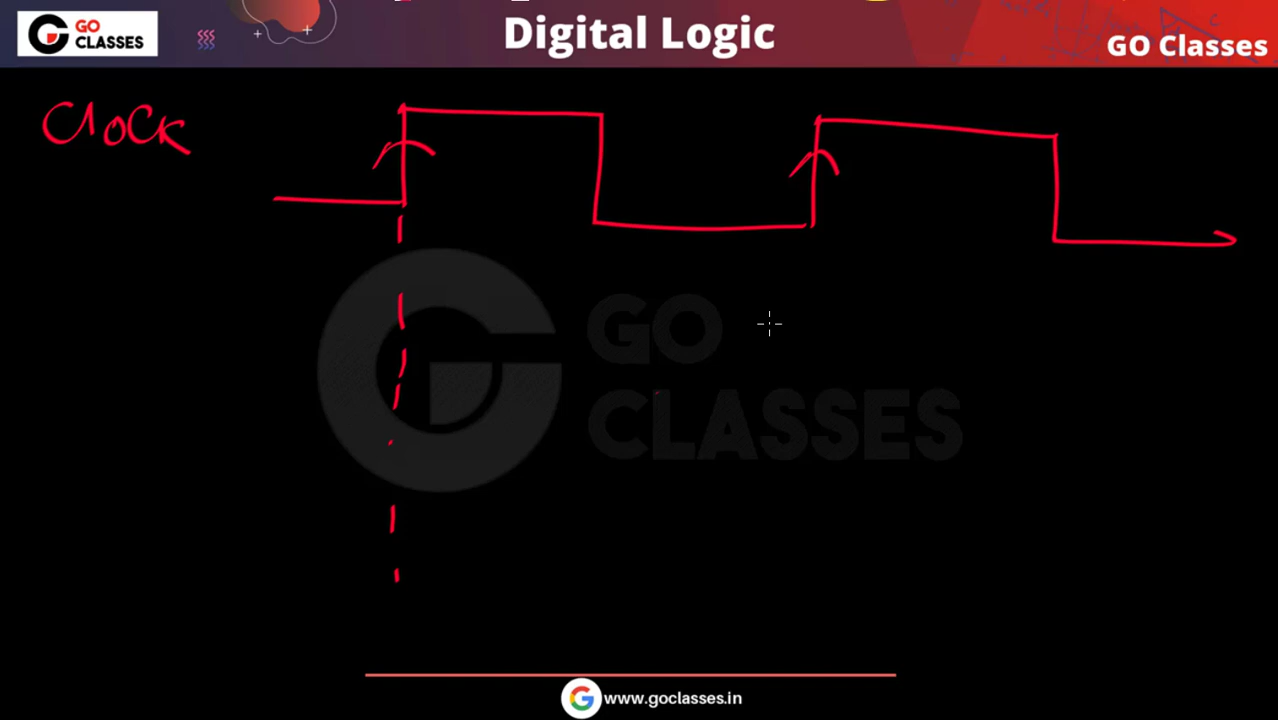 GO
CLASSES
Digital Logic
GO Classes
Clock
GO
CLASSES
www.goclasses.in